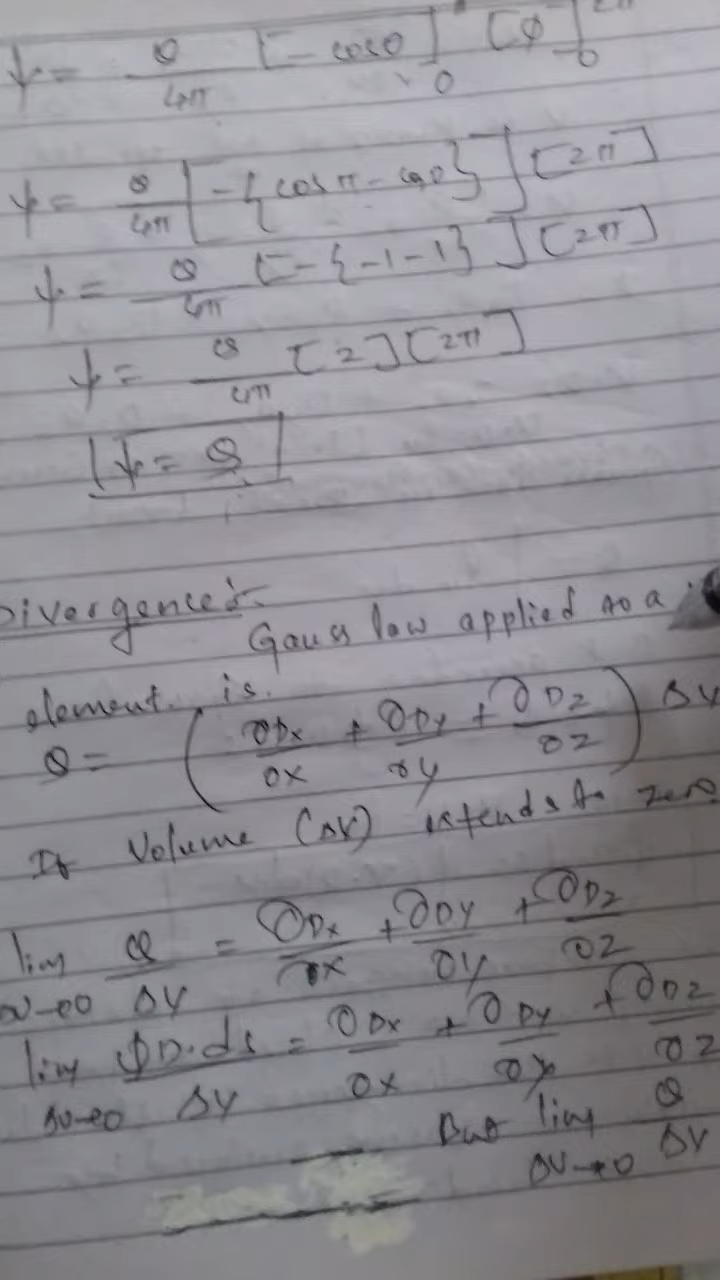 ψ = Q/4π [-cosθ]₀ [φ]₀
ψ = Q/4π [-{cosπ - cos0}] [2π]
ψ = Q/4π [-{-1-1}] [2π]
ψ = Q/4π [2][2π]
ψ = Q
Divergence:-
Gauss law applied to a
element is.
Q = (∂Dx/∂x + ∂Dy/∂y + ∂Dz/∂z) ΔV
If Volume (ΔV) is tends to zero
lim ΔV→0 Q/ΔV = ∂Dx/∂x + ∂Dy/∂y + ∂Dz/∂z
lim ΔV→0 ∮D.ds/ΔV = ∂Dx/∂x + ∂Dy/∂y + ∂Dz/∂z
But lim ΔV→0 Q/ΔV